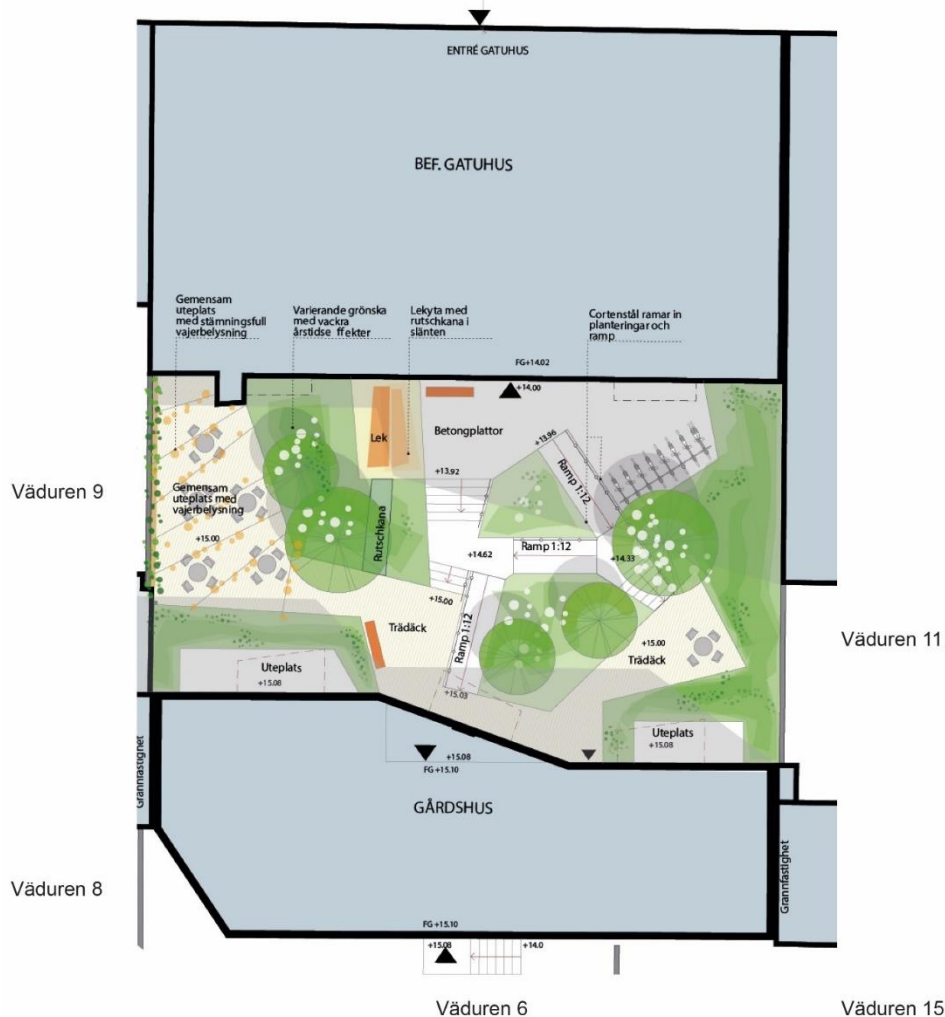 ENTRÉ GATUHUS
BEF. GATUHUS
Gemensam
uteplats
med stämningsfull
vajerbelysning
Varierande grönska
med vackra
årstidse ffekter
Lekyta med
rutschkana i
slänten
Cortenstål ramar in
planteringar och
ramp
FG+14.02
+14.00
Lek
Betongplattor
+13.96
Ramp 1:12
+13.92
Väduren 9
Gemensam
uteplats med
vajerbelysning
+15.00
Rutschkana
+14.62
Ramp 1:12
+14.33
+15.00
Trädäck
Ramp 1:12
+15.00
Trädäck
Väduren 11
Uteplats
+15.08
+15.03
Uteplats
+15.08
+15.08
FG +15.10
Grannfastighet
GÅRDSHUS
Grannfastighet
Väduren 8
FG +15.10
+15.03
+14.0
Väduren 6
Väduren 15